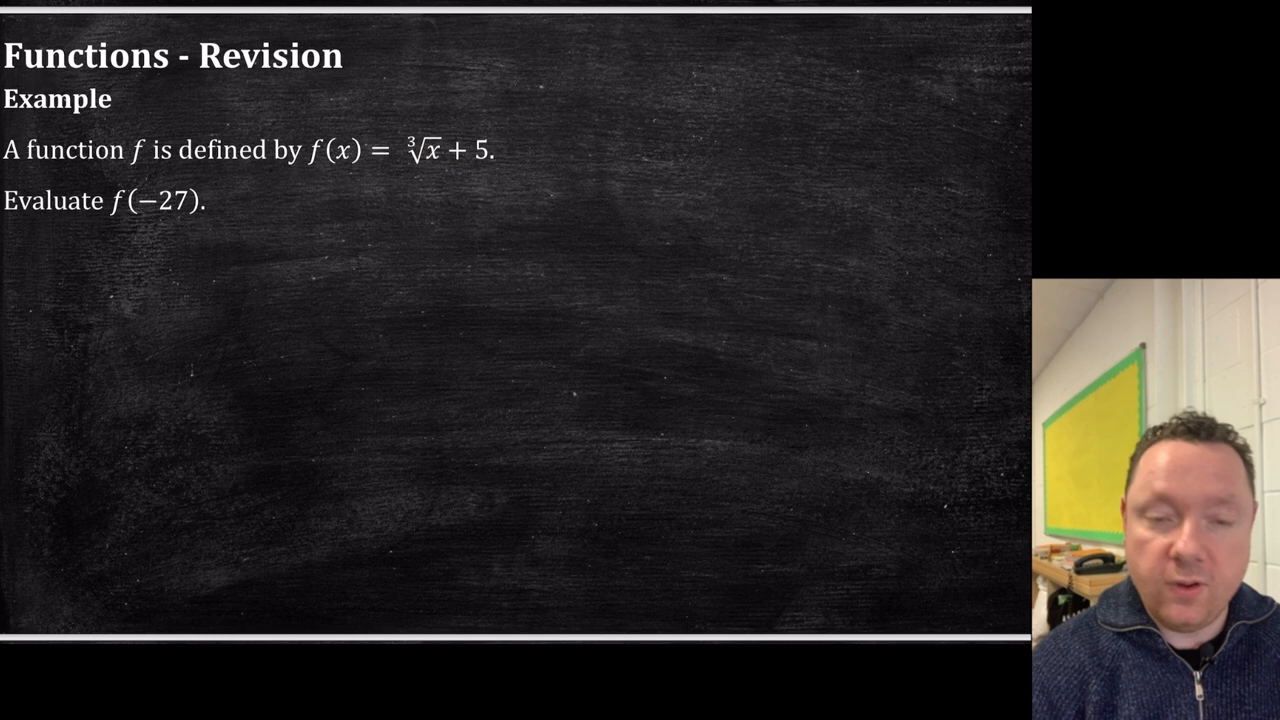 Functions - Revision
Example
A function f is defined by f(x) = ∛x + 5.
Evaluate f(−27).